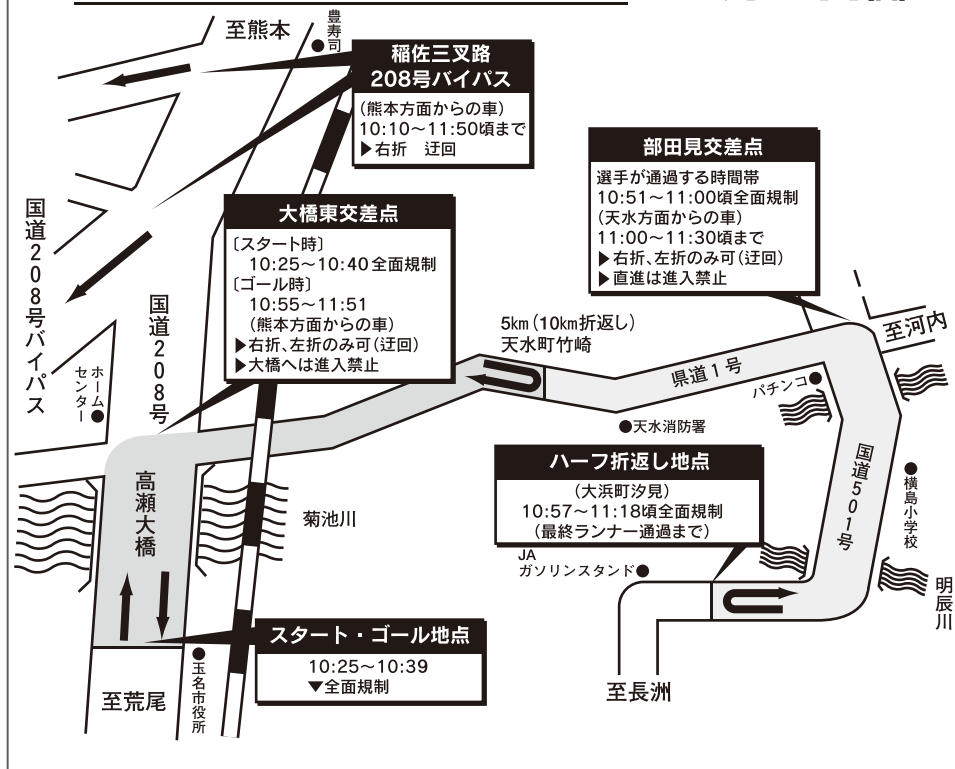 至熊本
豊寿司
稲佐三叉路
208号バイパス
(熊本方面からの車)
10:10～11:50頃まで
▶右折　迂回
部田見交差点
選手が通過する時間帯
10:51～11:00頃全面規制
(天水方面からの車)
11:00～11:30頃まで
▶右折、左折のみ可(迂回)
▶直進は進入禁止
大橋東交差点
〔スタート時〕
10:25～10:40全面規制
〔ゴール時〕
10:55～11:51
(熊本方面からの車)
▶右折、左折のみ可(迂回)
▶大橋へは進入禁止
国道208号バイパス
国道208号
ホームセンター
5km(10km折返し)
天水町竹崎
県道1号
至河内
パチンコ
天水消防署
ハーフ折返し地点
(大浜町汐見)
10:57～11:18頃全面規制
(最終ランナー通過まで)
国道501号
横島小学校
高瀬大橋
菊池川
JA
ガソリンスタンド
明辰川
スタート・ゴール地点
10:25～10:39
▼全面規制
至荒尾
玉名市役所
至長洲